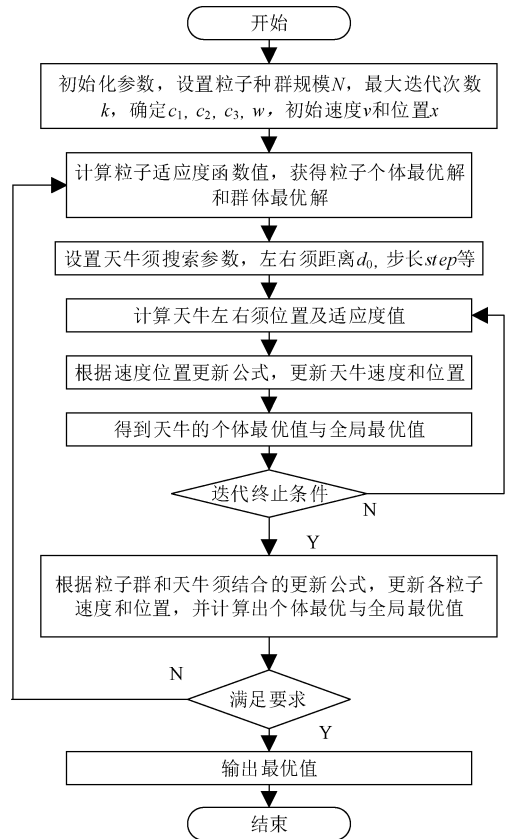 开始
初始化参数，设置粒子种群规模N，最大迭代次数
k，确定c₁, c₂, c₃, w，初始速度v和位置x
计算粒子适应度函数值，获得粒子个体最优解
和群体最优解
设置天牛须搜索参数，左右须距离d₀, 步长step等
计算天牛左右须位置及适应度值
根据速度位置更新公式，更新天牛速度和位置
得到天牛的个体最优值与全局最优值
迭代终止条件
N
Y
根据粒子群和天牛须结合的更新公式，更新各粒子
速度和位置，并计算出个体最优与全局最优值
N
满足要求
Y
输出最优值
结束